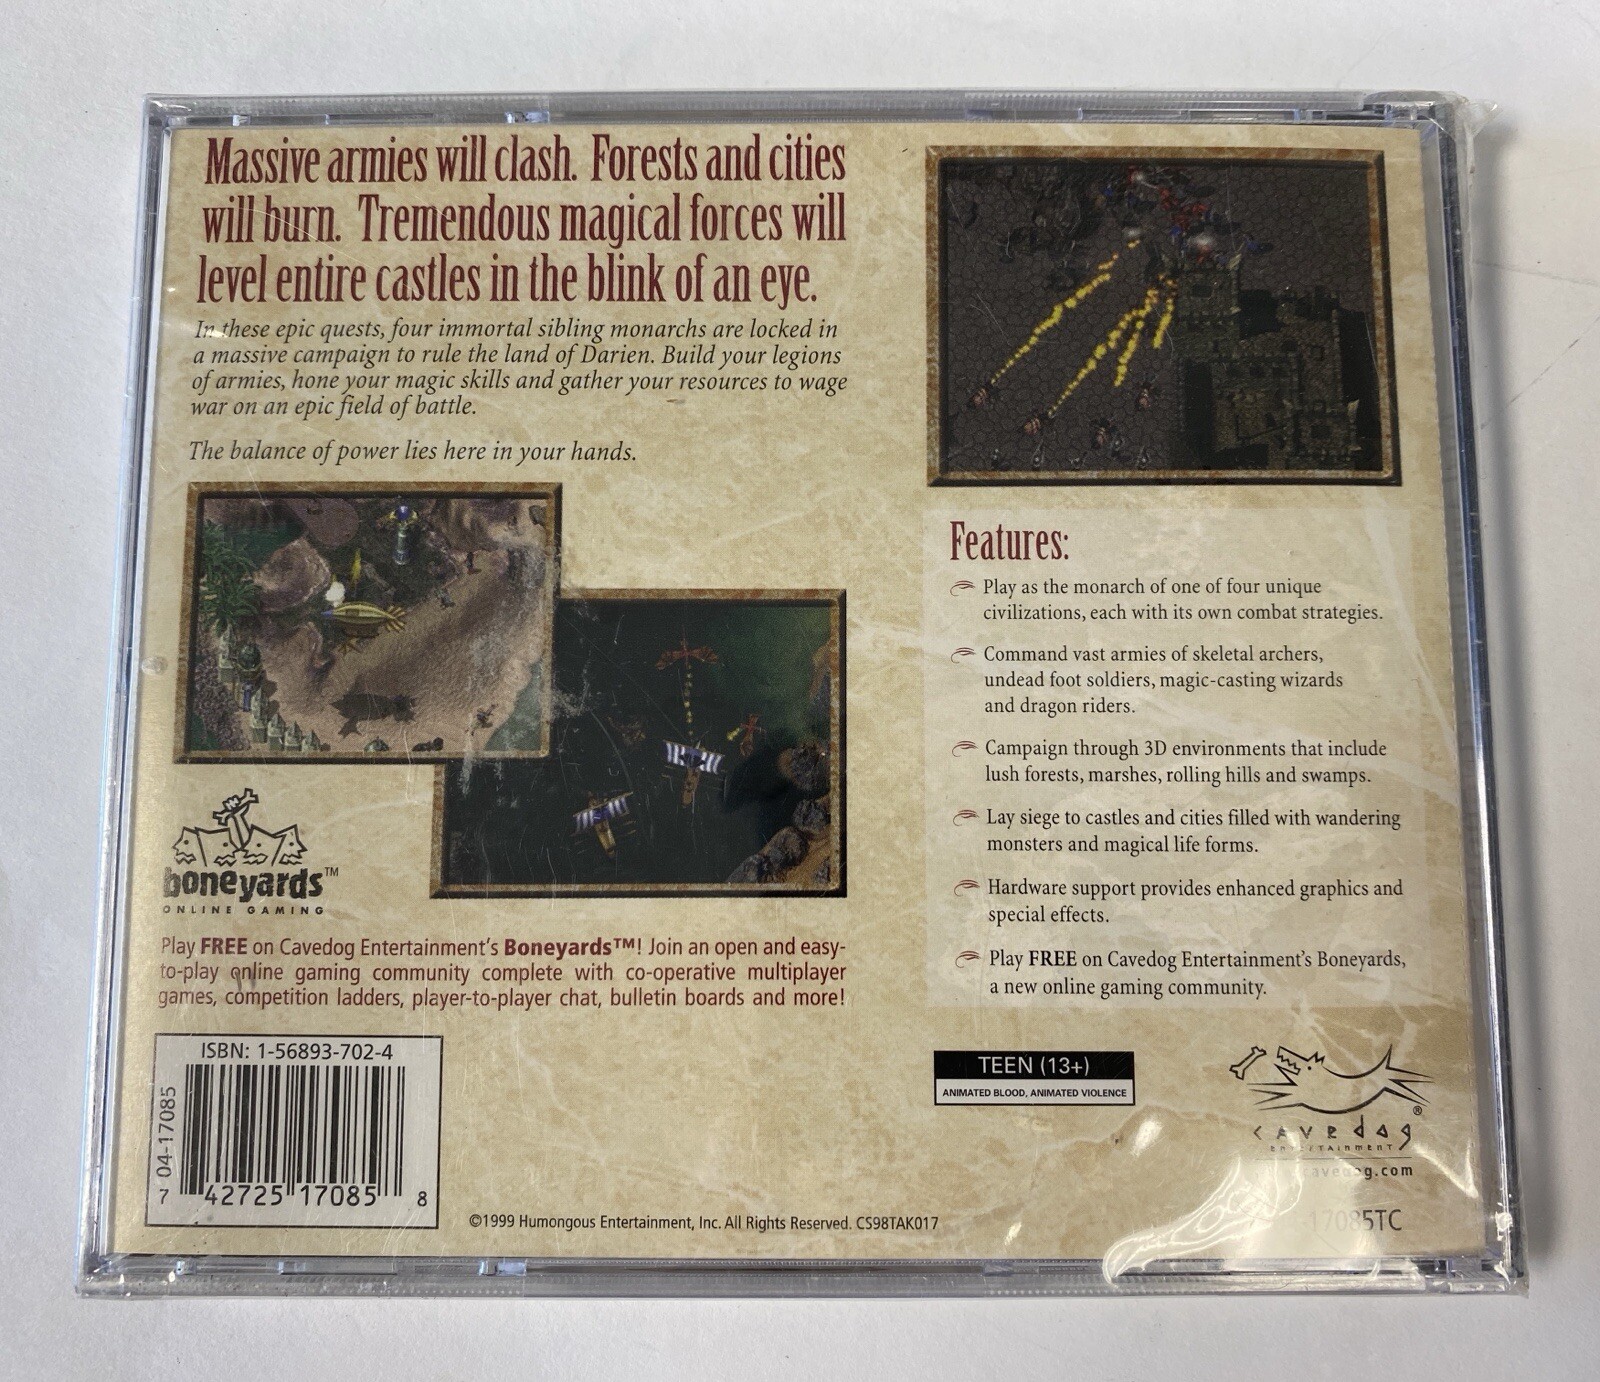 Massive armies will clash. Forests and cities
will burn. Tremendous magical forces will
level entire castles in the blink of an eye.
In these epic quests, four immortal sibling monarchs are locked in
a massive campaign to rule the land of Darien. Build your legions
of armies, hone your magic skills and gather your resources to wage
war on an epic field of battle.
The balance of power lies here in your hands.
boneyards™
ONLINE GAMING
Play FREE on Cavedog Entertainment's Boneyards™! Join an open and easy-
to-play online gaming community complete with co-operative multiplayer
games, competition ladders, player-to-player chat, bulletin boards and more!
ISBN: 1-56893-702-4
04-17085
7 42725 17085 8
©1999 Humongous Entertainment, Inc. All Rights Reserved. CS98TAK017
Features:
Play as the monarch of one of four unique
civilizations, each with its own combat strategies.
Command vast armies of skeletal archers,
undead foot soldiers, magic-casting wizards
and dragon riders.
Campaign through 3D environments that include
lush forests, marshes, rolling hills and swamps.
Lay siege to castles and cities filled with wandering
monsters and magical life forms.
Hardware support provides enhanced graphics and
special effects.
Play FREE on Cavedog Entertainment's Boneyards,
a new online gaming community.
TEEN (13+)
ANIMATED BLOOD, ANIMATED VIOLENCE
®
CAVEDOG
ENTERTAINMENT
cavedog.com
17085TC